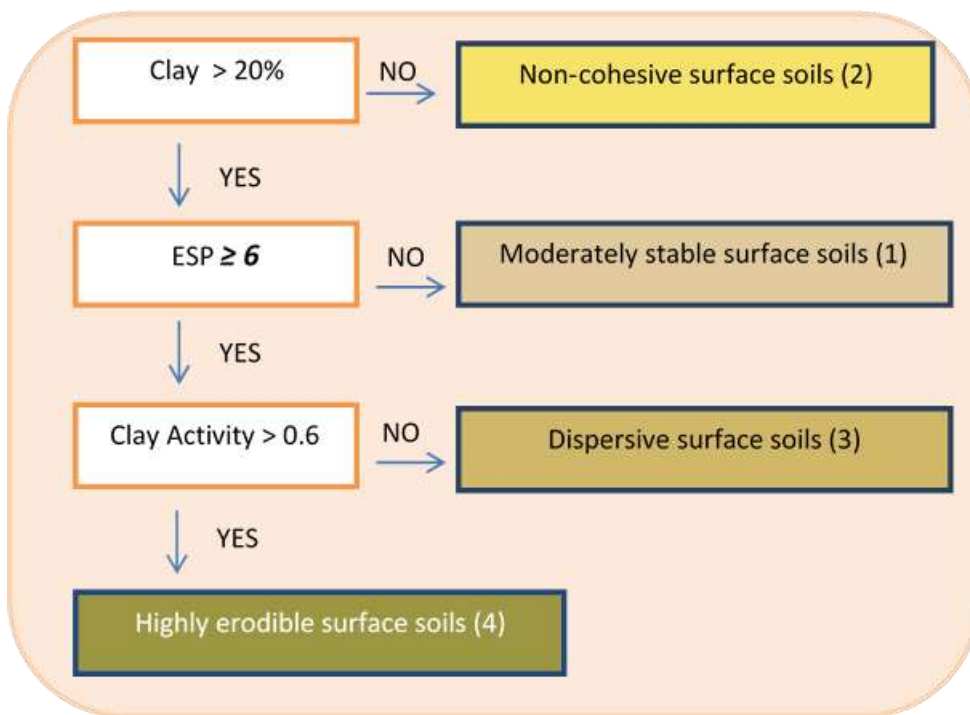 Clay > 20%
NO
Non-cohesive surface soils (2)
YES
ESP ≥ 6
NO
Moderately stable surface soils (1)
YES
Clay Activity > 0.6
NO
Dispersive surface soils (3)
YES
Highly erodible surface soils (4)